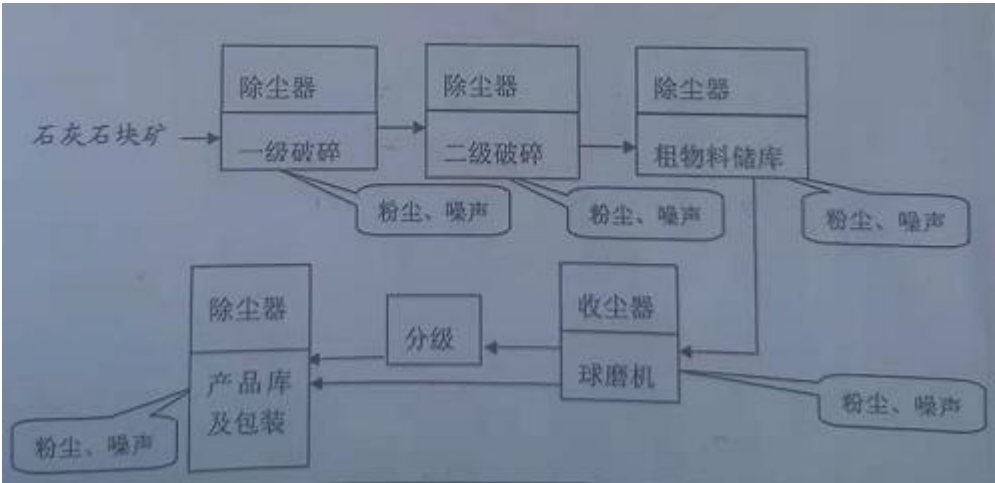 除尘器
除尘器
除尘器
石灰石块矿
一级破碎
二级破碎
粗物料储库
粉尘、噪声
粉尘、噪声
粉尘、噪声
除尘器
分级
收尘器
产品库
及包装
球磨机
粉尘、噪声
粉尘、噪声